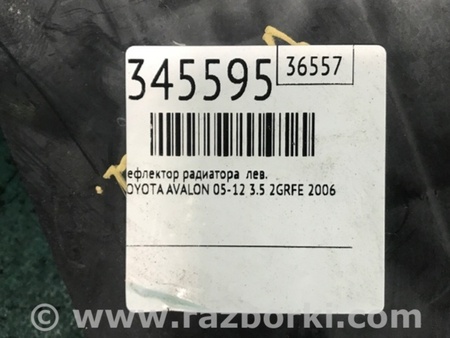 345595 36557
ефлектор радиатора лев.
OYOTA AVALON 05-12 3.5 2GRFE 2006
© www.razborki.com